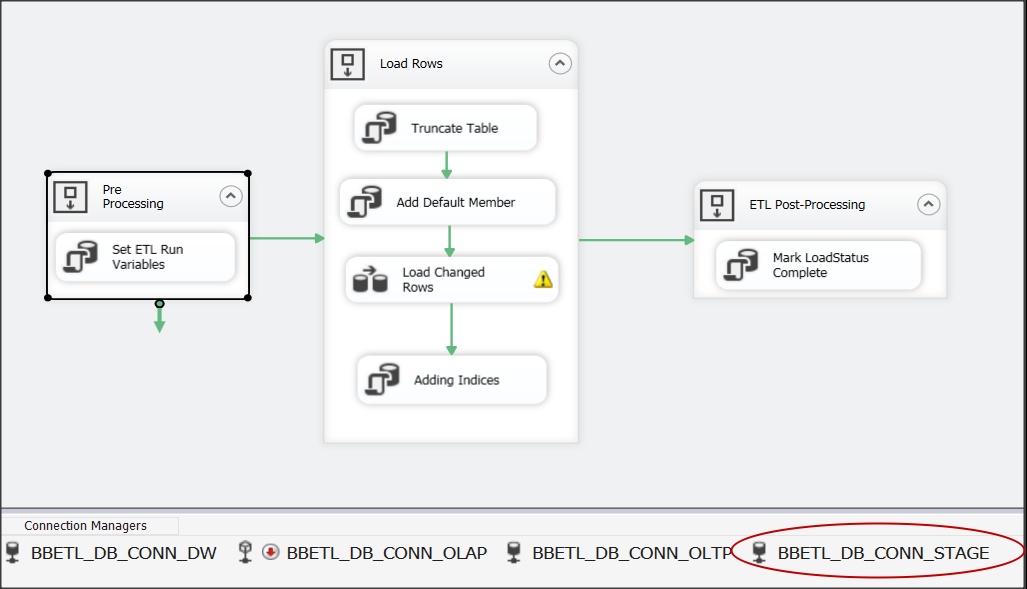 Load Rows
Truncate Table
Add Default Member
Load Changed
Rows
Adding Indices
Pre
Processing
Set ETL Run
Variables
ETL Post-Processing
Mark LoadStatus
Complete
Connection Managers
BBETL_DB_CONN_DW
BBETL_DB_CONN_OLAP
BBETL_DB_CONN_OLTP
BBETL_DB_CONN_STAGE